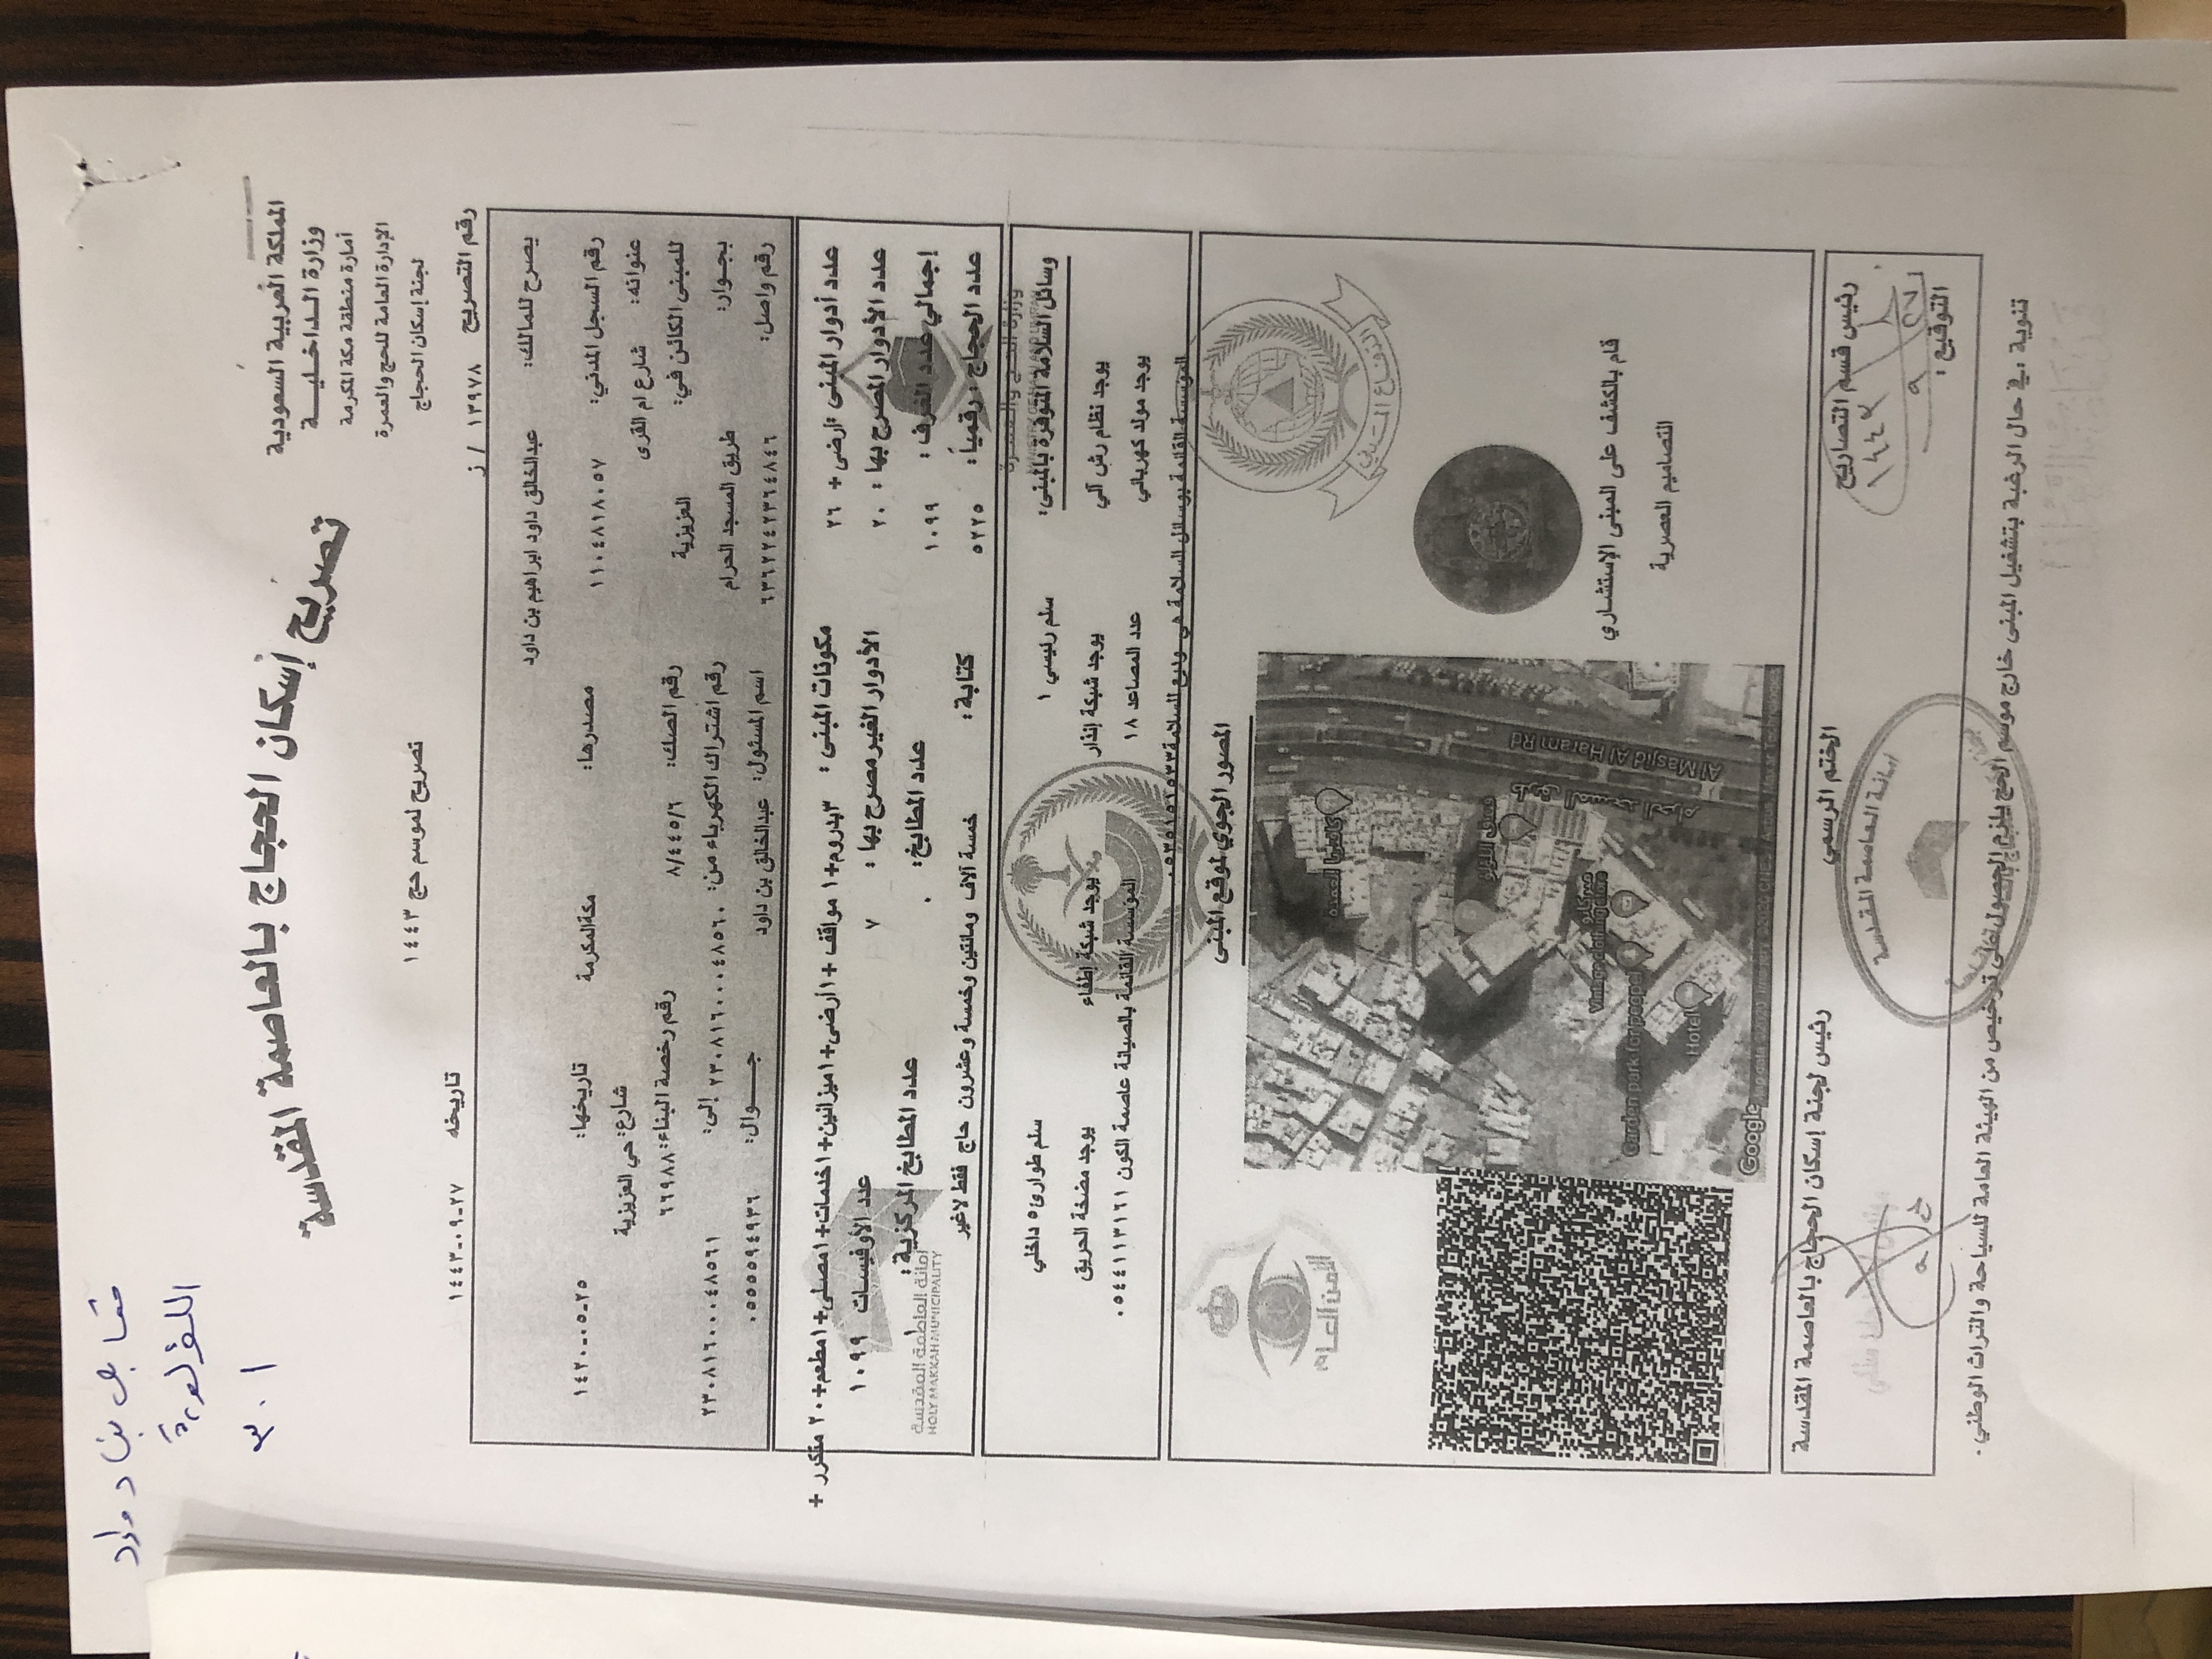 مقابل بن داود
اللؤلؤة
٣٠١
المملكة العربية السعودية
وزارة الداخلية
أمارة منطقة مكة المكرمة
الإدارة العامة للحج والعمرة
لجنة إسكان الحجاج
تصريح إسكان الحجاج بالعاصمة المقدسة
تصريح لموسم حج ١٤٤٣
رقم التصريح ١٣٩٧٨ / ز تاريخه ٢٧-٠٩-١٤٤٣
يصرح للمالك: عبدالخالق داود ابراهيم بن داود
رقم السجل المدني: ١١٠٤٨١٨٠٥٧ مصدرها: مكةالمكرمة تاريخها: ٢٥-٠٥-١٤٢٠
عنوانه: شارع ام القرى شارع: حي العزيزية
للمبنى الكائن في: العزيزية رقم الصك: ٨/٤٤٥/٦ رقم رخصة البناء: ٦٦٩٨٨
بجوار: طريق المسجد الحرام رقم اشتراك الكهرباء من: ٢٣٠٨١٦٠٠٠٤٨٥٦٠ إلى: ٢٣٠٨١٦٠٠٠٤٨٥٦١
رقم واصل: ٦٣٦٢٢٤٢٣٦٤٨٤٦ اسم المسئول: عبدالخالق بن داود جوال: ٠٥٥٥٥٩٤٩٣٦
عدد أدوار المبنى :أرضى + ٢٦ مكونات المبنى : ٣بدروم+١ مواقف +١أرضى+١ميزانين+١خدمات+١مصلى+١مطعم+٢٠ متكرر +
عدد الأدوار المصرح بها : ٢٠ الأدوار الغير مصرح بها : ٧ عدد الأوفيسات ١٠٩٩
إجمالي عدد الغرف : ١٠٩٩ عدد المطابخ: ٠ عدد المطابخ المركزية : ١
عدد الحجاج : رقمياً: ٥٢٢٥ كتابة: خمسة آلاف ومائتين وخمسة وعشرون حاج فقط لاغير
أمانة العاصمة المقدسة
HOLY MAKKAH MUNICIPALITY
وزارة الحج والعمرة
MINISTRY OF HAJJ AND UMRAH
وسائل السلامة المتوفرة بالمبنى: سلم رئيسي ١ سلم طوارئ٥ داخلي
يوجد نظام رش آلي يوجد شبكة إنذار يوجد شبكة إطفاء يوجد مضخة الحريق
يوجد مولد كهربائي عدد المصاعد ١٨ المؤسسة القائمة بالصيانة عاصمة الكون ٠٥٤٤١١٣١٦١
المؤسسة القائمة بوسائل السلامة هي وديع للسلامة٠٥٣٥١٥١٥٣٣
المصور الجوي لموقع المبنى
الأمن العام
الدفاع المدني
كافتريا العمده
فندق اللؤلؤ
ميركانو
Vintage clothing store
Garden park for peopel
Hotel
طريق المسجد الحرام
Al Masjid Al Haram Rd
Google
Map data ©2020 Imagery ©2020 CNES / Airbus, Maxar Technologies
قام بالكشف على المبنى الإستشاري
التصاميم العصرية
رئيس قسم التصاريح الختم الرسمي رئيس لجنة إسكان الحجاج بالعاصمة المقدسة
١٤٤٣
٢٧ ٩
أمانة العاصمة المقدسة
التوقيع :
تنوية :في حال الرغبة بتشغيل المبنى خارج موسم الحج يلزم الحصول على ترخيص من الهيئة العامة للسياحة والتراث الوطني .